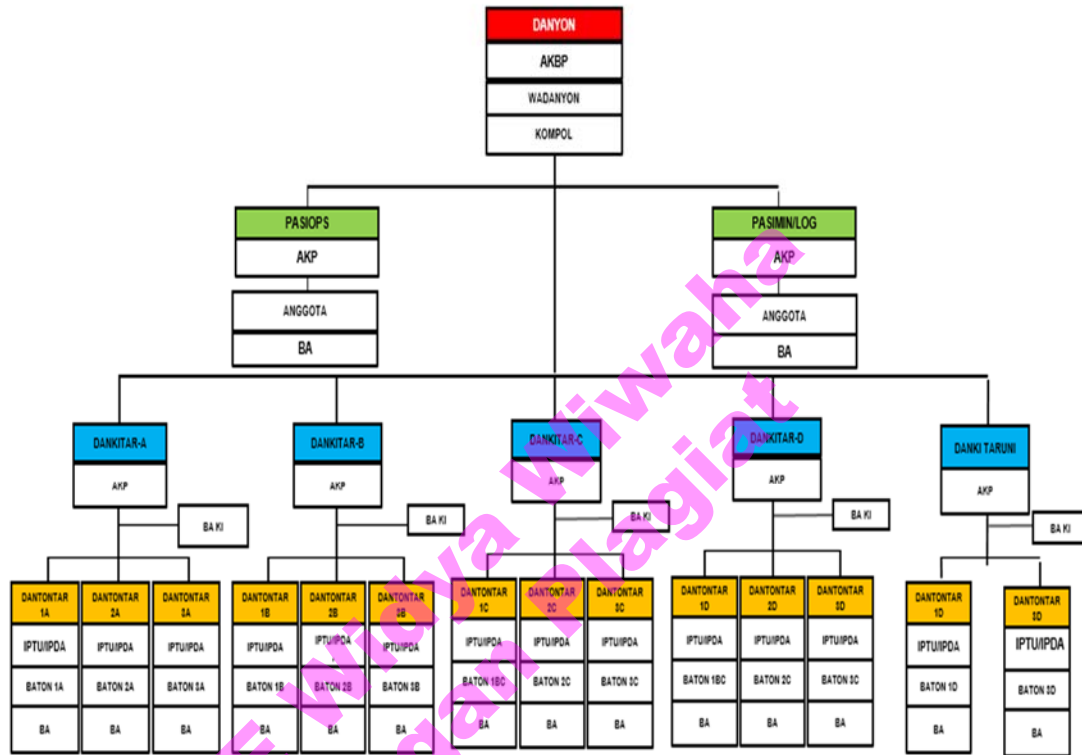 DANYON
AKBP
WADANYON
KOMPOL
PASIOPS
AKP
ANGGOTA
BA
PASIMIN/LOG
AKP
ANGGOTA
BA
DANKITAR-A
AKP
BA KI
DANKITAR-B
AKP
BA KI
DANKITAR-C
AKP
BA KI
DANKITAR-D
AKP
BA KI
DANKI TARUNI
AKP
BA KI
DANTONTAR
1A
IPTU/IPDA
BATON 1A
BA
DANTONTAR
2A
IPTU/IPDA
BATON 2A
BA
DANTONTAR
3A
IPTU/IPDA
BATON 3A
BA
DANTONTAR
1B
IPTU/IPDA
BATON 1B
BA
DANTONTAR
2B
IPTU/IPDA
BATON 2B
BA
DANTONTAR
3B
IPTU/IPDA
BATON 3B
BA
DANTONTAR
1C
IPTU/IPDA
BATON 1BC
BA
DANTONTAR
2C
IPTU/IPDA
BATON 2C
BA
DANTONTAR
3C
IPTU/IPDA
BATON 3C
BA
DANTONTAR
1D
IPTU/IPDA
BATON 1BC
BA
DANTONTAR
2D
IPTU/IPDA
BATON 2C
BA
DANTONTAR
3D
IPTU/IPDA
BATON 3C
BA
DANTONTAR
1D
IPTU/IPDA
BATON 1D
BA
DANTONTAR
3D
IPTU/IPDA
BATON 3D
BA
Widya Wiwaha
Plagiat